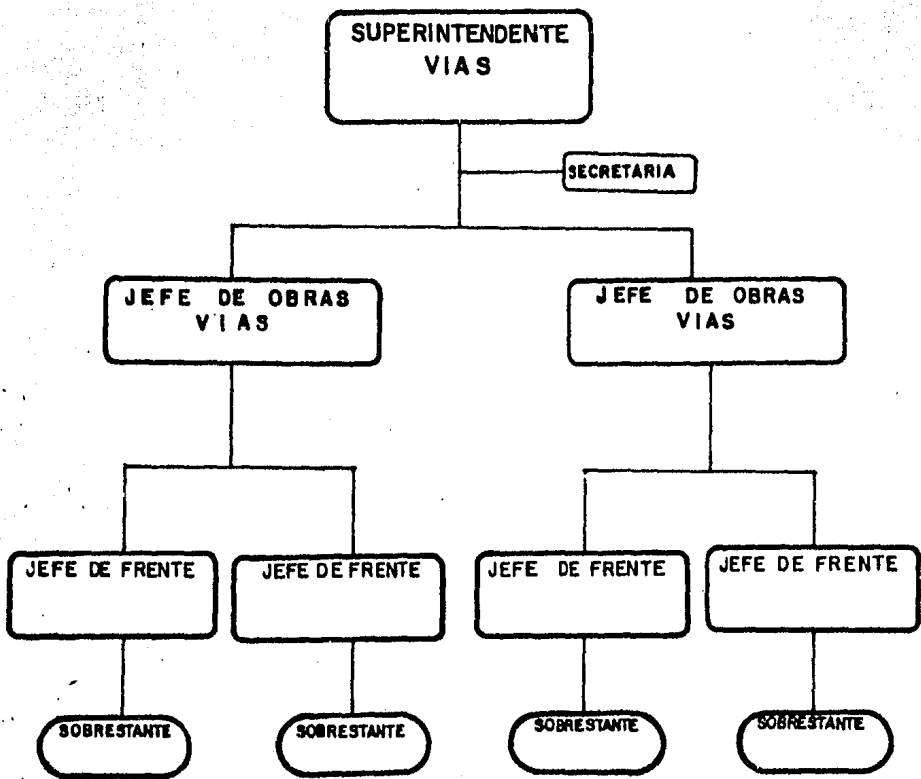 SUPERINTENDENTE
VIAS
SECRETARIA
JEFE DE OBRAS
VIAS
JEFE DE OBRAS
VIAS
JEFE DE FRENTE
JEFE DE FRENTE
JEFE DE FRENTE
JEFE DE FRENTE
SOBRESTANTE
SOBRESTANTE
SOBRESTANTE
SOBRESTANTE